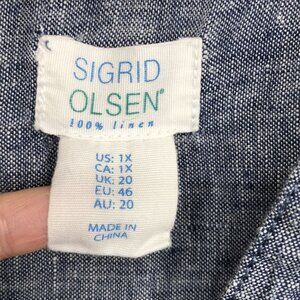 SIGRID
OLSEN®
100% linen
US: 1X
CA: 1X
UK: 20
EU: 46
AU: 20
MADE IN
CHINA